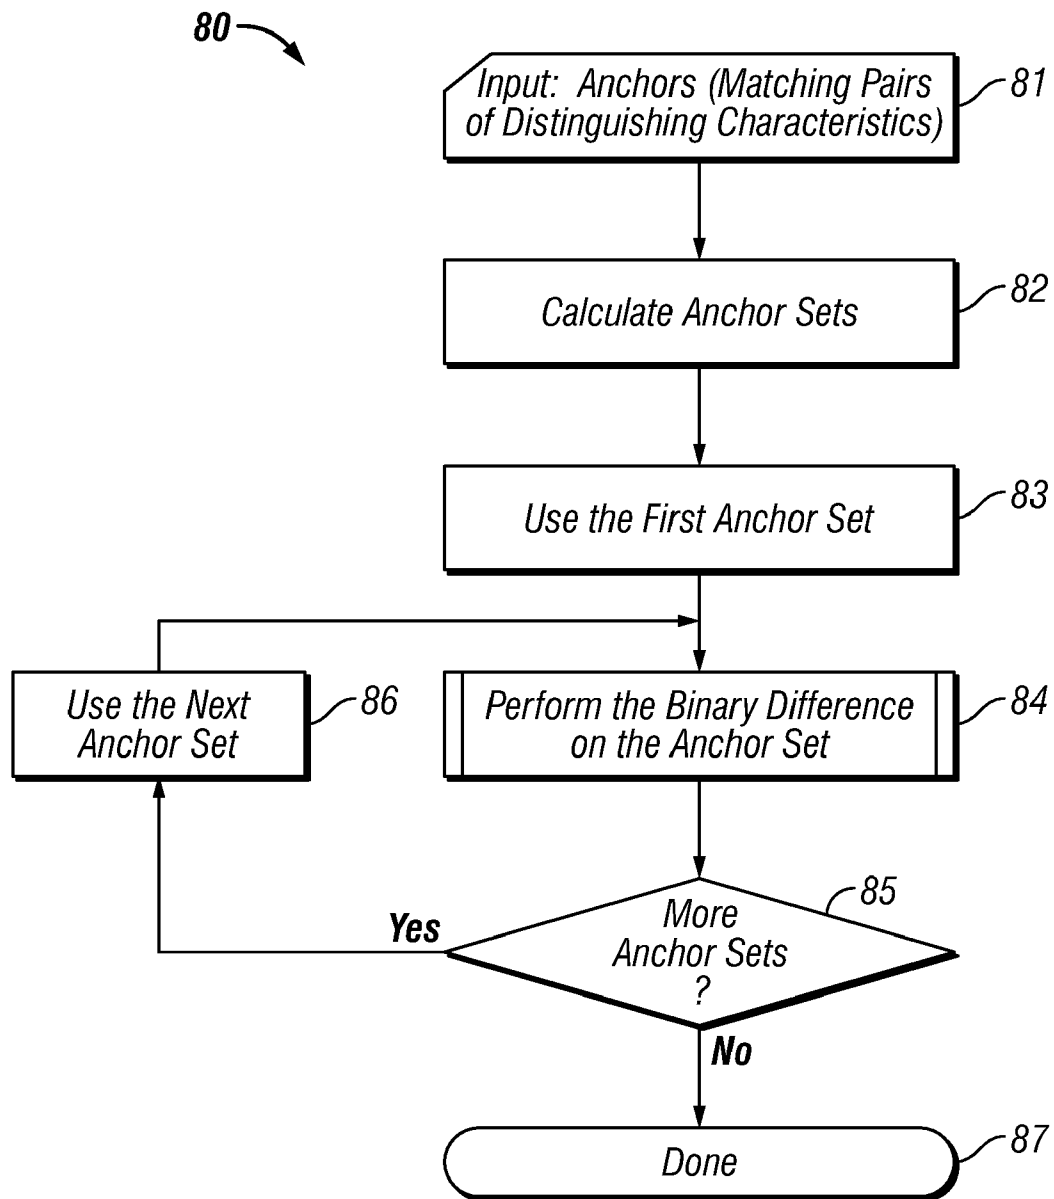 80
Input: Anchors (Matching Pairs
of Distinguishing Characteristics)
81
Calculate Anchor Sets
82
Use the First Anchor Set
83
Use the Next
Anchor Set
86
Perform the Binary Difference
on the Anchor Set
84
More
Anchor Sets
?
85
Yes
No
Done
87